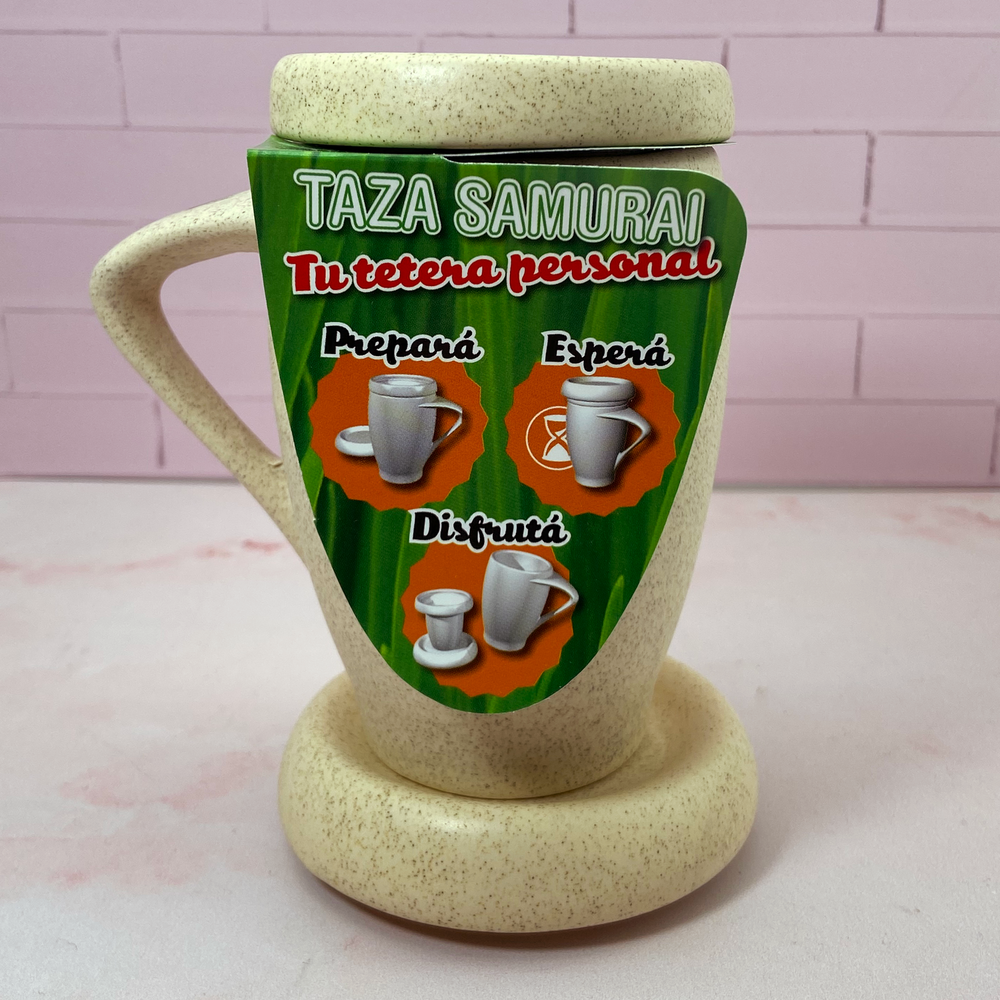 TAZA SAMURAI
Tu tetera personal
Prepará
Esperá
Disfrutá